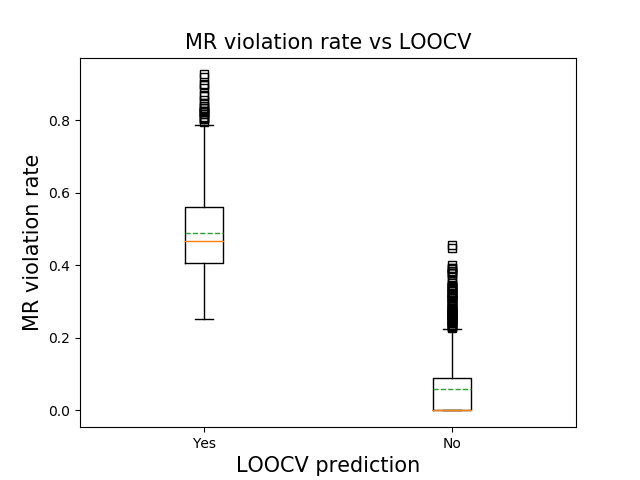 MR violation rate vs LOOCV
MR violation rate
0.8
0.6
0.4
0.2
0.0
Yes
No
LOOCV prediction